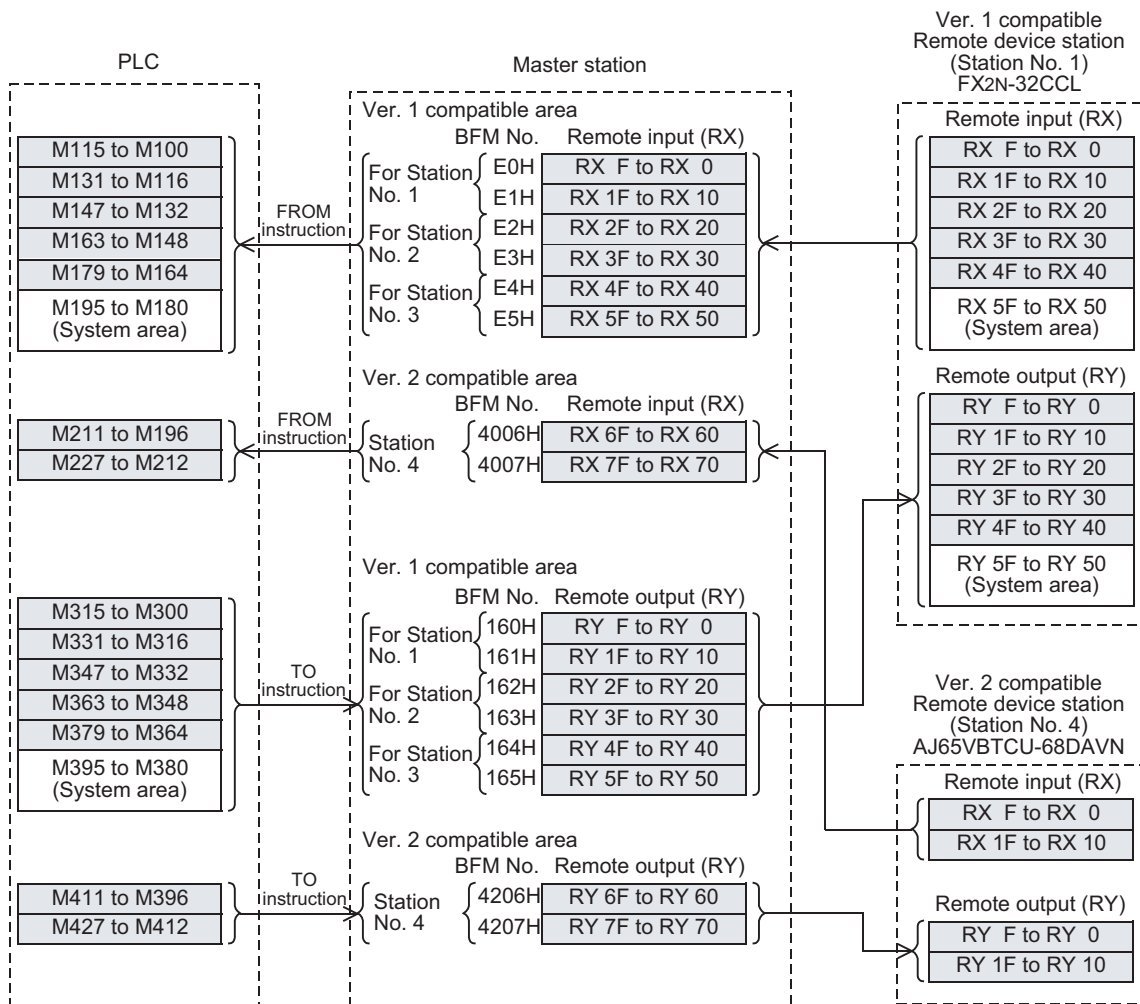 PLC
M115 to M100
M131 to M116
M147 to M132
M163 to M148
M179 to M164
M195 to M180
(System area)
M211 to M196
M227 to M212
M315 to M300
M331 to M316
M347 to M332
M363 to M348
M379 to M364
M395 to M380
(System area)
M411 to M396
M427 to M412
FROM
instruction
FROM
instruction
TO
instruction
TO
instruction
Master station
Ver. 1 compatible area
BFM No. Remote input (RX)
For Station
No. 1
E0H RX F to RX 0
E1H RX 1F to RX 10
For Station
No. 2
E2H RX 2F to RX 20
E3H RX 3F to RX 30
For Station
No. 3
E4H RX 4F to RX 40
E5H RX 5F to RX 50
Ver. 2 compatible area
BFM No. Remote input (RX)
Station
No. 4
4006H RX 6F to RX 60
4007H RX 7F to RX 70
Ver. 1 compatible area
BFM No. Remote output (RY)
For Station
No. 1
160H RY F to RY 0
161H RY 1F to RY 10
For Station
No. 2
162H RY 2F to RY 20
163H RY 3F to RY 30
For Station
No. 3
164H RY 4F to RY 40
165H RY 5F to RY 50
Ver. 2 compatible area
BFM No. Remote output (RY)
Station
No. 4
4206H RY 6F to RY 60
4207H RY 7F to RY 70
Ver. 1 compatible
Remote device station
(Station No. 1)
FX2N-32CCL
Remote input (RX)
RX F to RX 0
RX 1F to RX 10
RX 2F to RX 20
RX 3F to RX 30
RX 4F to RX 40
RX 5F to RX 50
(System area)
Remote output (RY)
RY F to RY 0
RY 1F to RY 10
RY 2F to RY 20
RY 3F to RY 30
RY 4F to RY 40
RY 5F to RY 50
(System area)
Ver. 2 compatible
Remote device station
(Station No. 4)
AJ65VBTCU-68DAVN
Remote input (RX)
RX F to RX 0
RX 1F to RX 10
Remote output (RY)
RY F to RY 0
RY 1F to RY 10